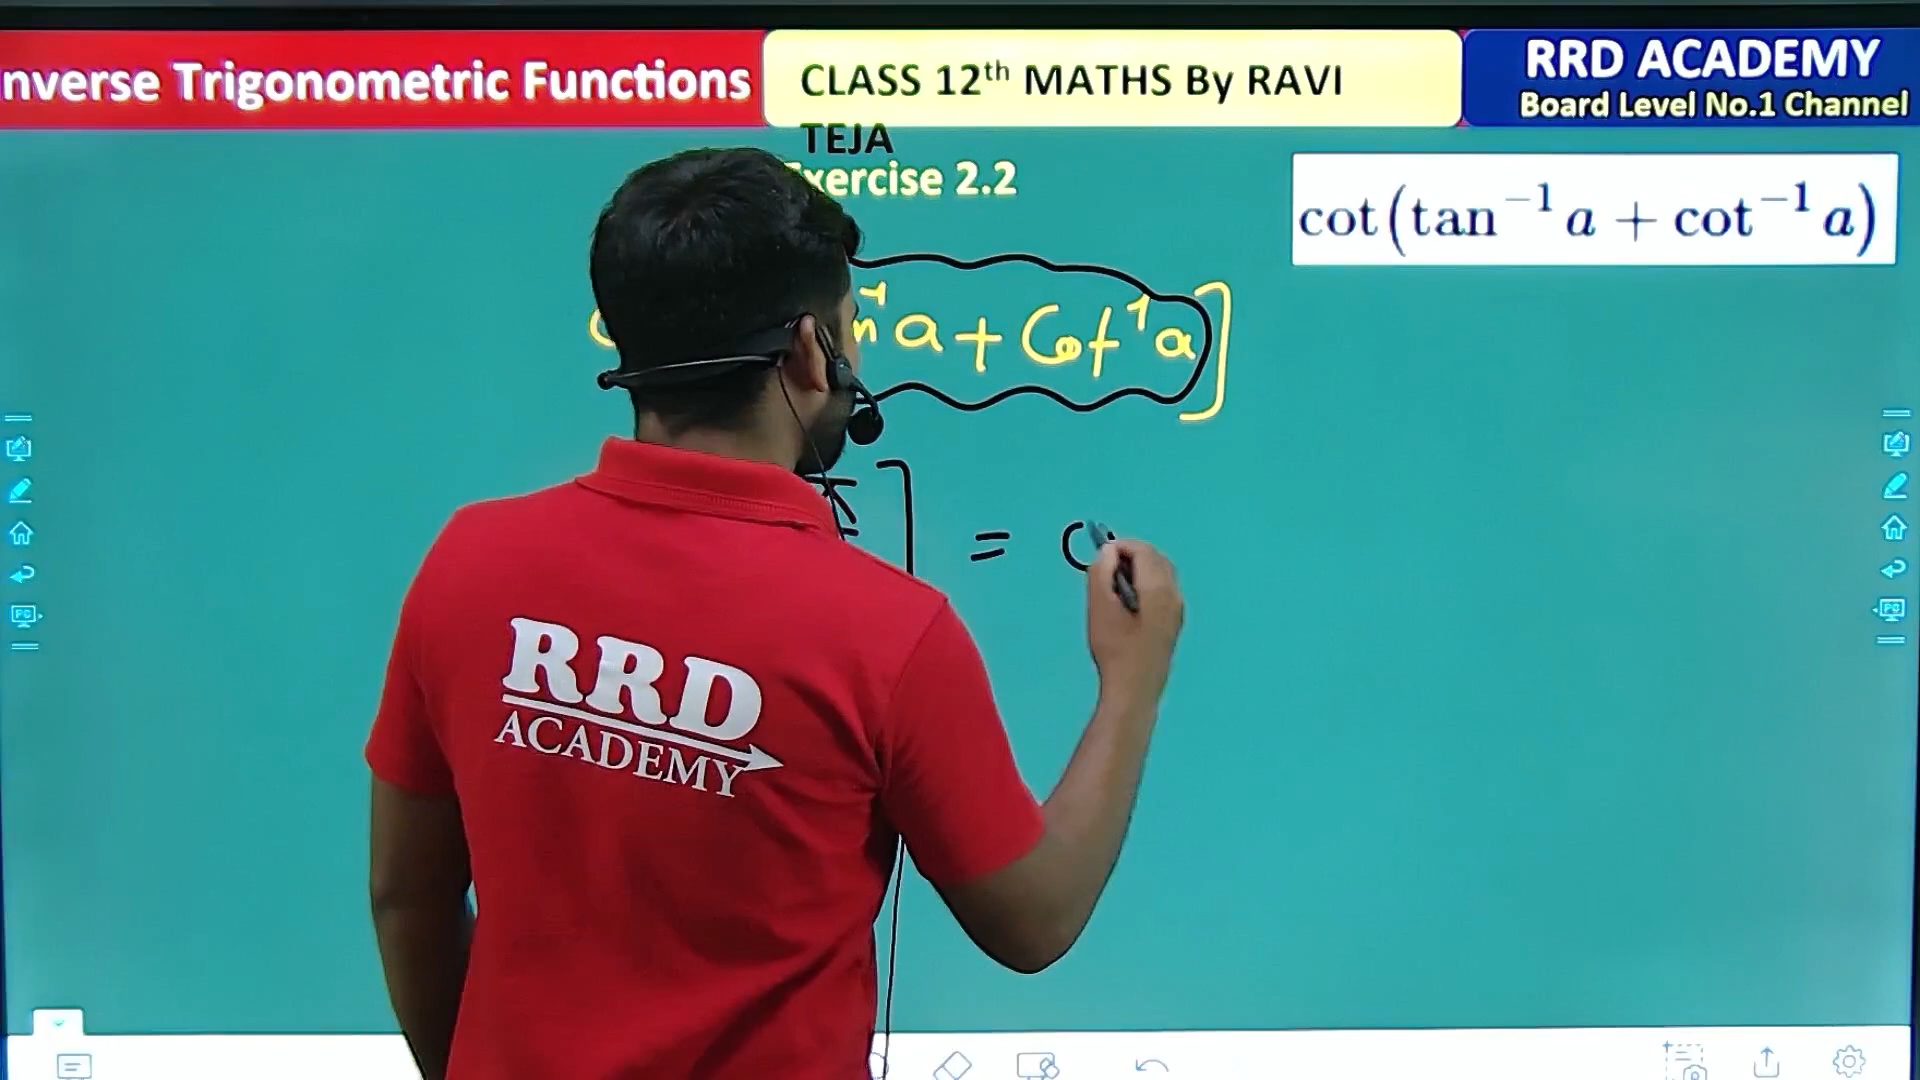 nverse Trigonometric Functions
CLASS 12th MATHS By RAVI
TEJA
RRD ACADEMY
Board Level No.1 Channel
xercise 2.2
cot(tan⁻¹ a + cot⁻¹ a)
a + Cot⁻¹ a ]
] =
RRD
ACADEMY